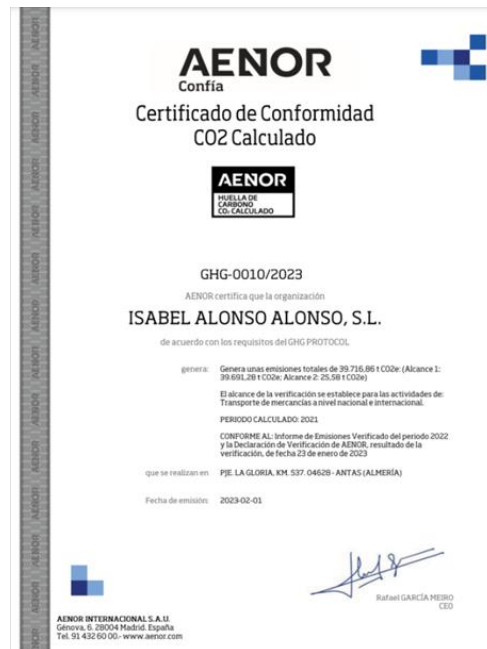 AENOR
Confía
Certificado de Conformidad
CO2 Calculado
AENOR
HUELLA DE
CARBONO
CO₂ CALCULADO
GHG-0010/2023
AENOR certifica que la organización
ISABEL ALONSO ALONSO, S.L.
de acuerdo con los requisitos del GHG PROTOCOL
genera: Genera unas emisiones totales de 39.716,86 t CO2e: (Alcance 1:
39.691,28 t CO2e; Alcance 2: 25,58 t CO2e)
El alcance de la verificación se establece para las actividades de:
Transporte de mercancías a nivel nacional e internacional.
PERIODO CALCULADO: 2021
CONFORME AL: Informe de Emisiones Verificado del periodo 2022
y la Declaración de Verificación de AENOR, resultado de la
verificación, de fecha 23 de enero de 2023
que se realizan en: PJE. LA GLORIA, KM. 537. 04628 - ANTAS (ALMERÍA)
Fecha de emisión: 2023-02-01
Rafael GARCÍA MEIRO
CEO
AENOR INTERNACIONAL S.A.U.
Génova, 6. 28004 Madrid. España
Tel. 91 432 60 00.- www.aenor.com